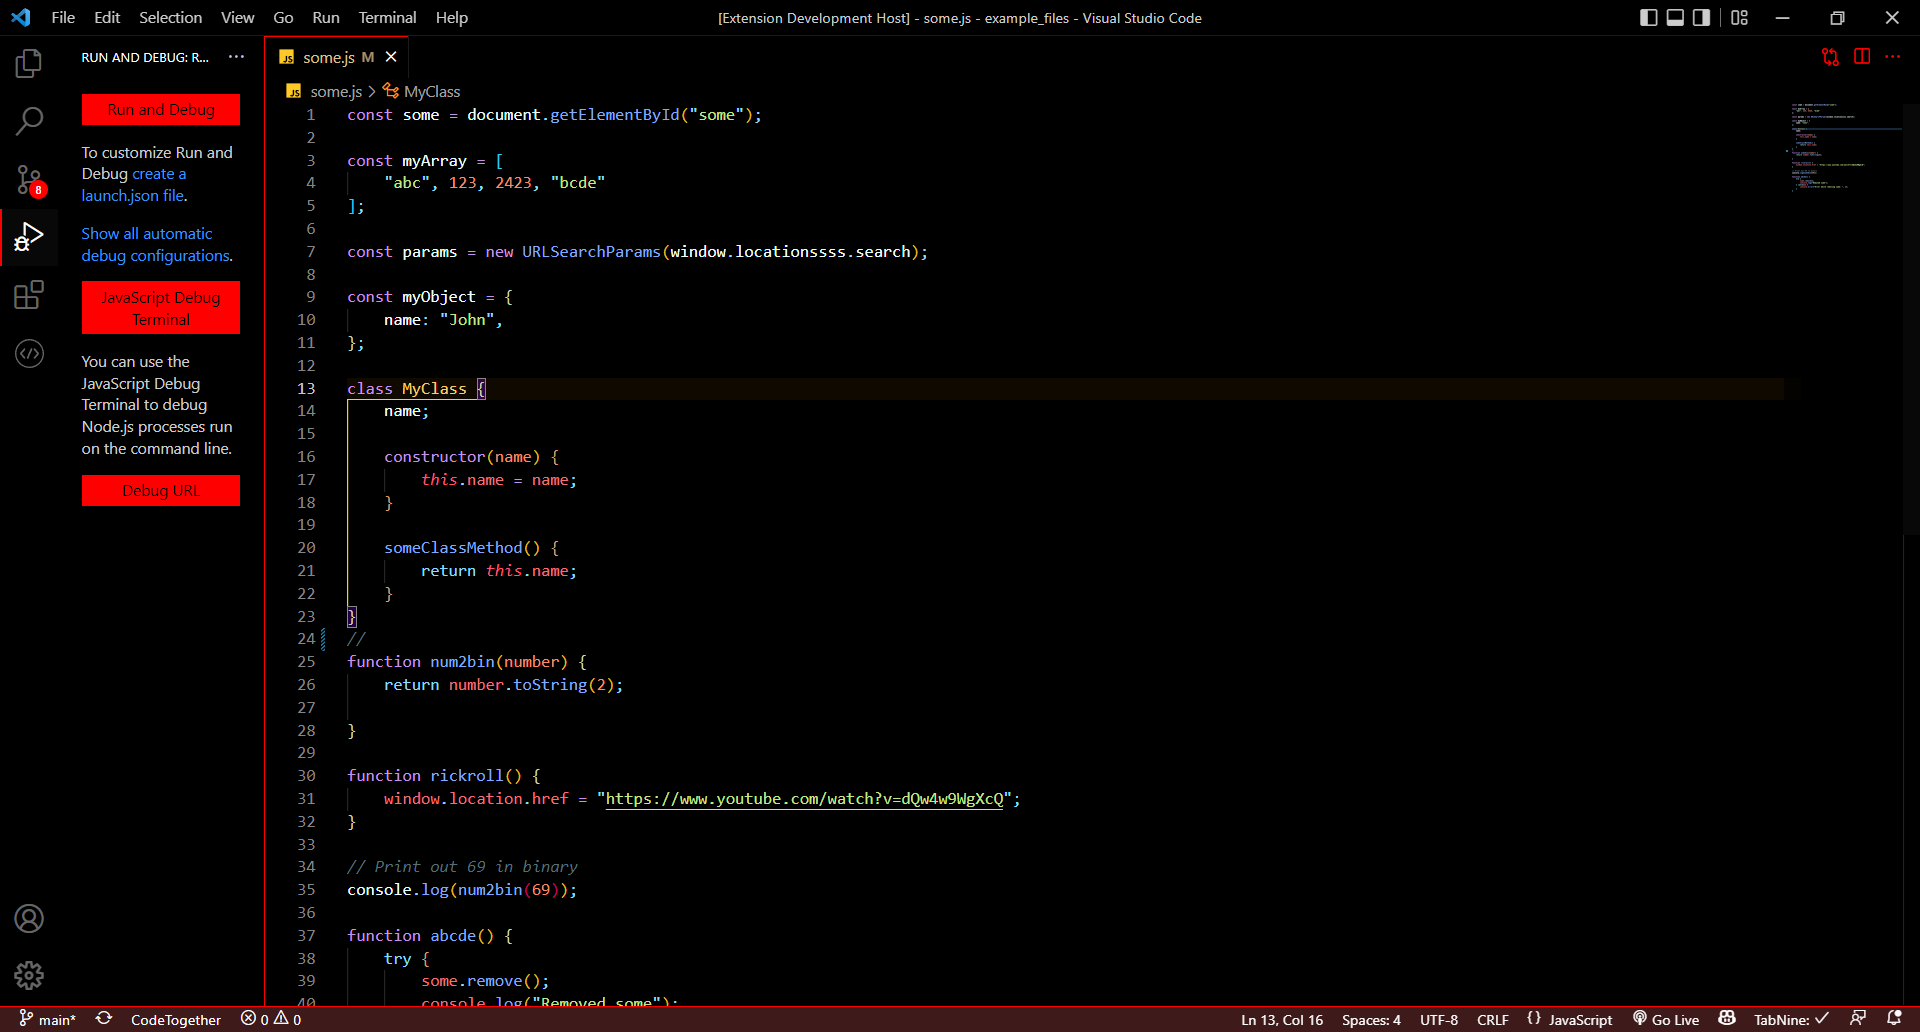 File Edit Selection View Go Run Terminal Help
[Extension Development Host] - some.js - example_files - Visual Studio Code
RUN AND DEBUG: R... ···
Run and Debug
To customize Run and
Debug create a
launch.json file.
Show all automatic
debug configurations.
JavaScript Debug
Terminal
You can use the
JavaScript Debug
Terminal to debug
Node.js processes run
on the command line.
Debug URL
8
JS some.js M
JS some.js > MyClass
1 const some = document.getElementById("some");
2
3 const myArray = [
4 "abc", 123, 2423, "bcde"
5 ];
6
7 const params = new URLSearchParams(window.locationssss.search);
8
9 const myObject = {
10 name: "John",
11 };
12
13 class MyClass {
14 name;
15
16 constructor(name) {
17 this.name = name;
18 }
19
20 someClassMethod() {
21 return this.name;
22 }
23 }
24 //
25 function num2bin(number) {
26 return number.toString(2);
27
28 }
29
30 function rickroll() {
31 window.location.href = "https://www.youtube.com/watch?v=dQw4w9WgXcQ";
32 }
33
34 // Print out 69 in binary
35 console.log(num2bin(69));
36
37 function abcde() {
38 try {
39 some.remove();
40 console.log("Removed some");
main* CodeTogether 0 0 Ln 13, Col 16 Spaces: 4 UTF-8 CRLF {} JavaScript Go Live TabNine: ✓